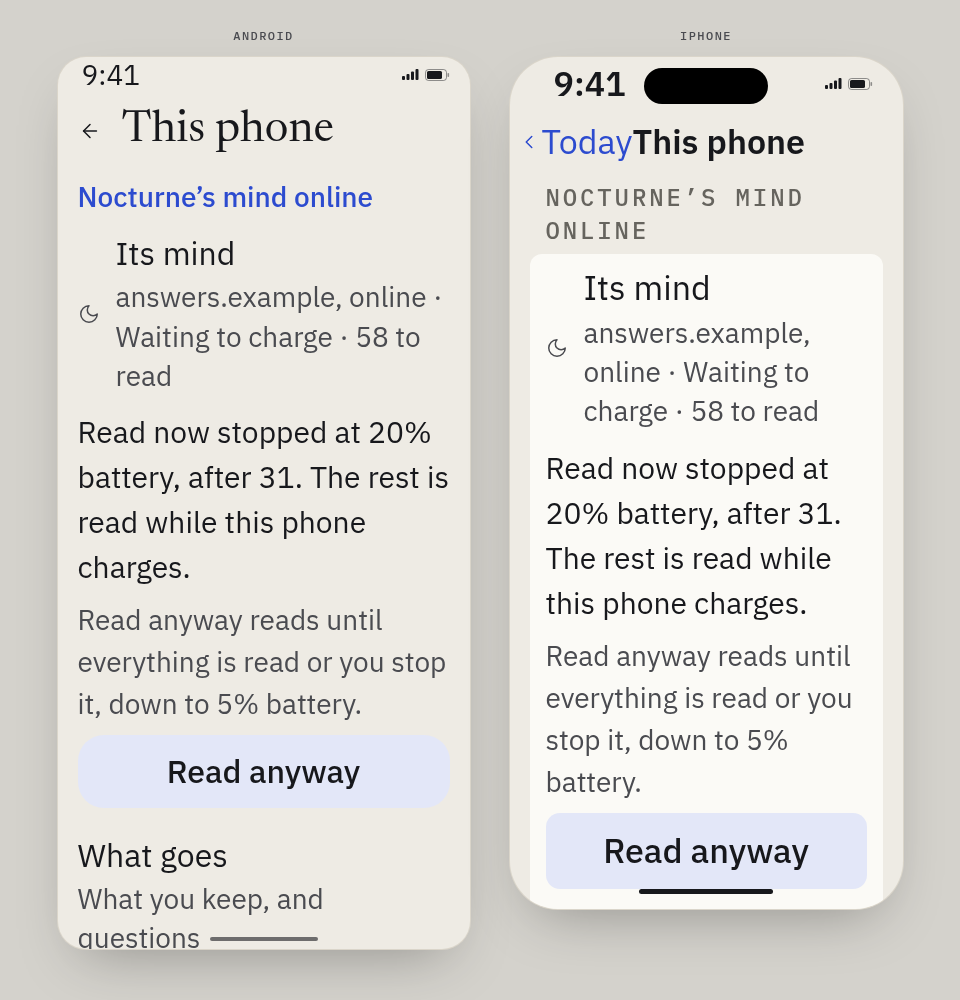 ANDROID
9:41
This phone
Nocturne’s mind online
Its mind
answers.example, online ·
Waiting to charge · 58 to
read
Read now stopped at 20%
battery, after 31. The rest is
read while this phone
charges.
Read anyway reads until
everything is read or you stop
it, down to 5% battery.
Read anyway
What goes
What you keep, and
questions
IPHONE
9:41
Today This phone
NOCTURNE’S MIND
ONLINE
Its mind
answers.example,
online · Waiting to
charge · 58 to read
Read now stopped at
20% battery, after 31.
The rest is read while
this phone charges.
Read anyway reads until
everything is read or you
stop it, down to 5%
battery.
Read anyway